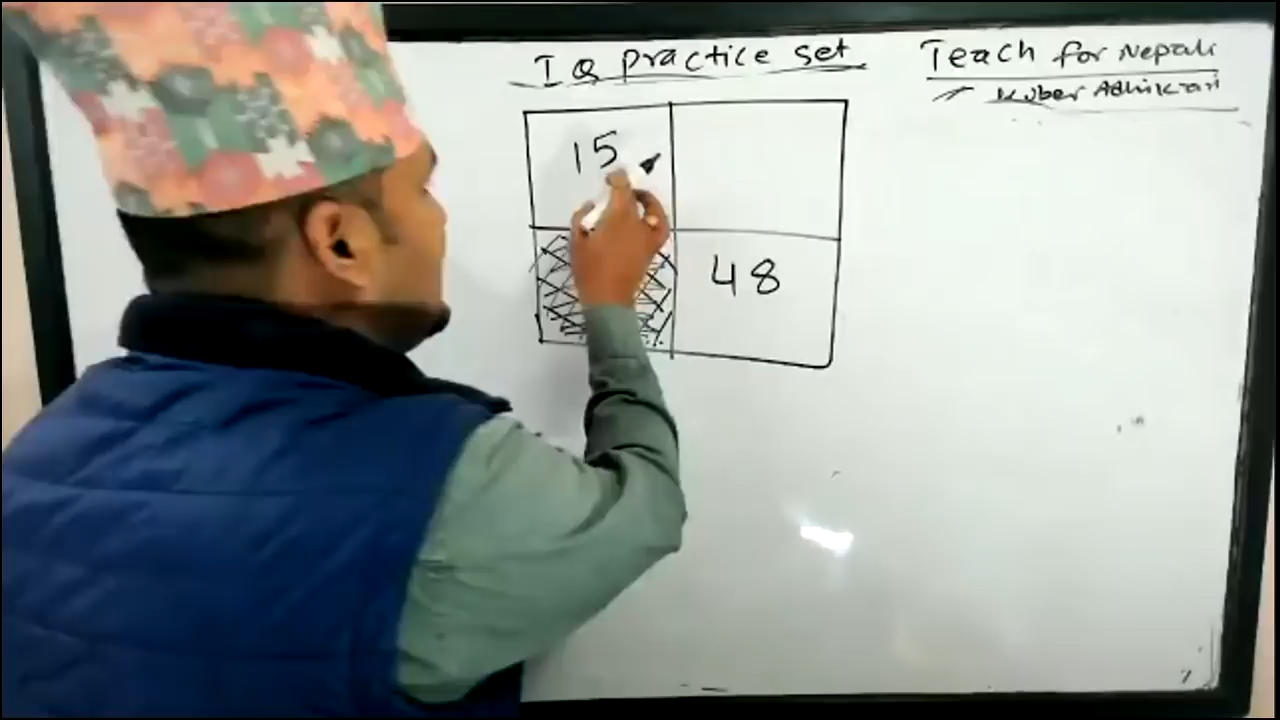 IQ practice set
Teach for Nepali
Kuber Adhikari
15
48